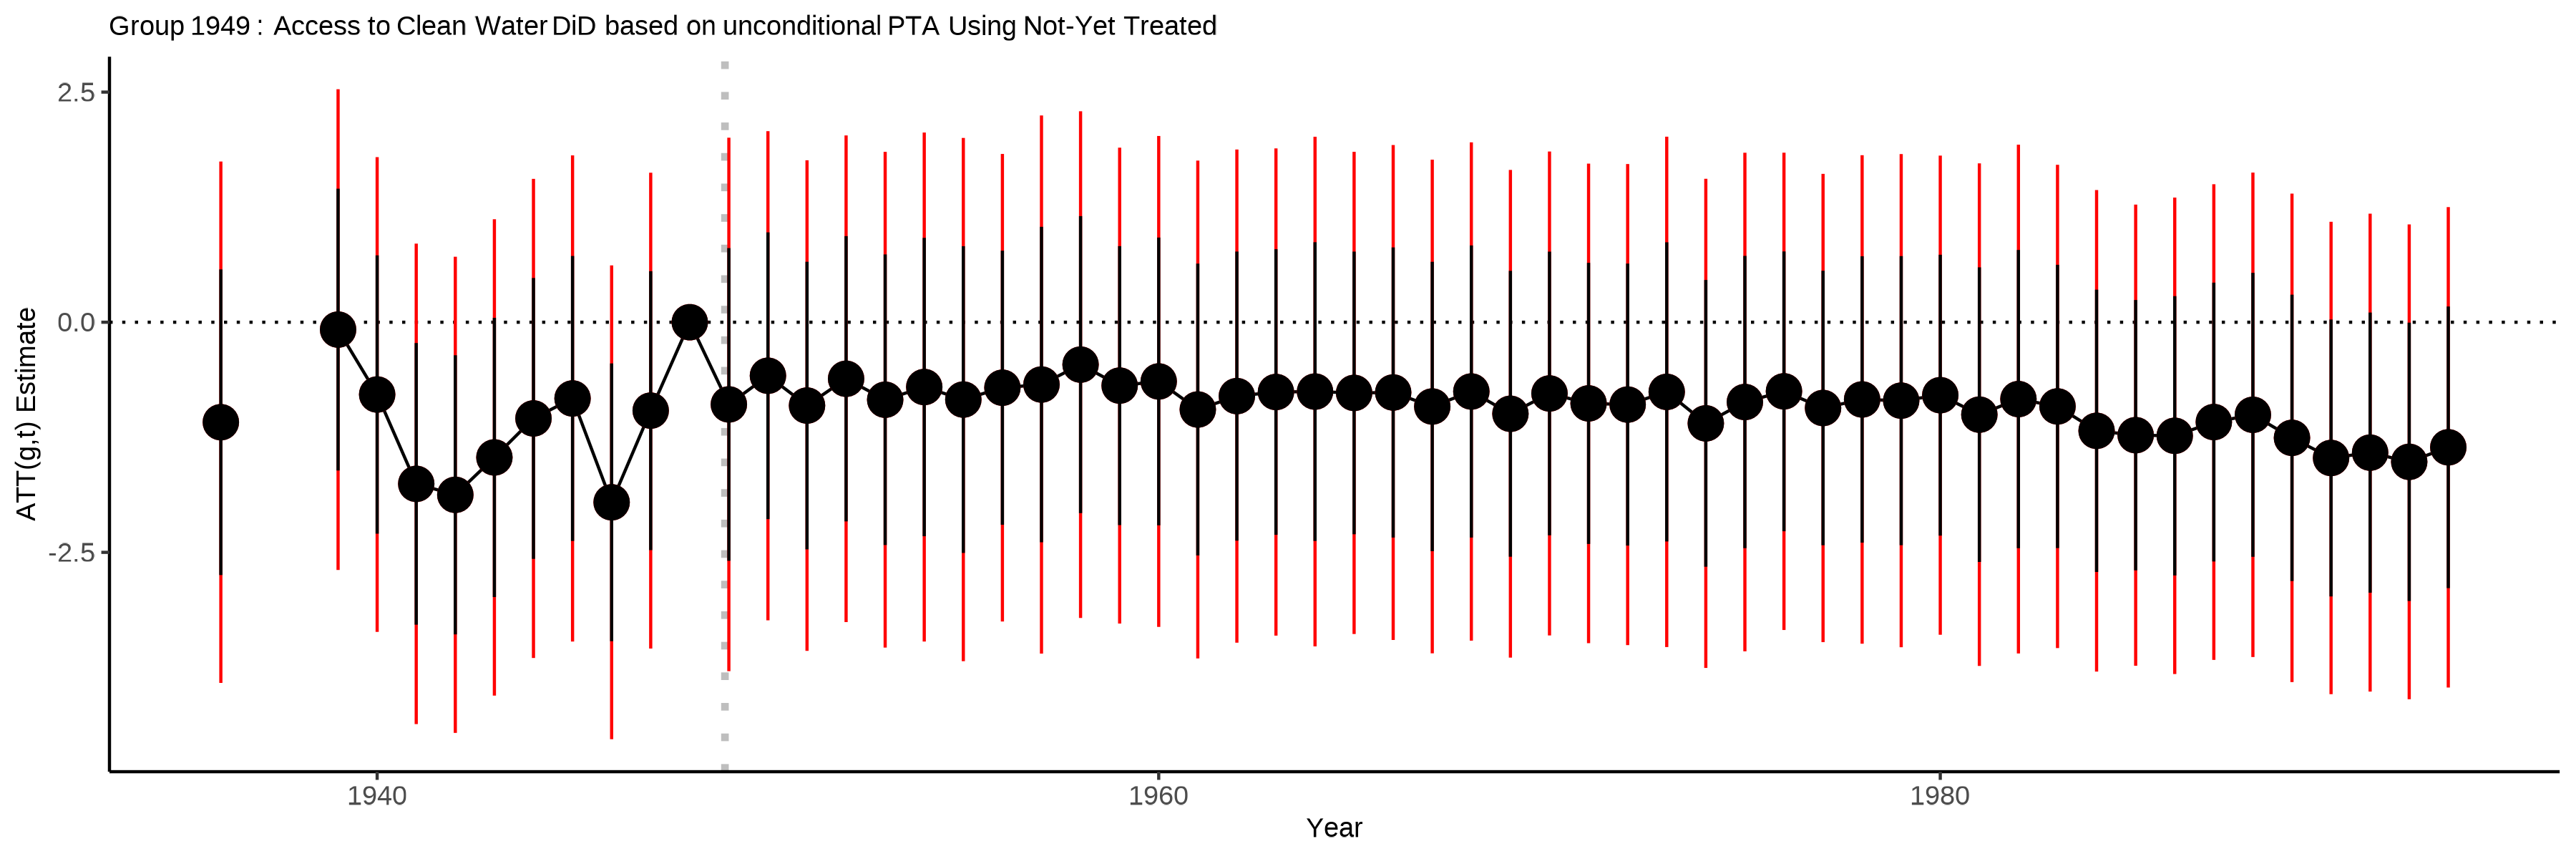 Group 1949 : Access to Clean Water DiD based on unconditional PTA Using Not-Yet Treated
ATT(g,t) Estimate
2.5
0.0
-2.5
1940
1960
1980
Year